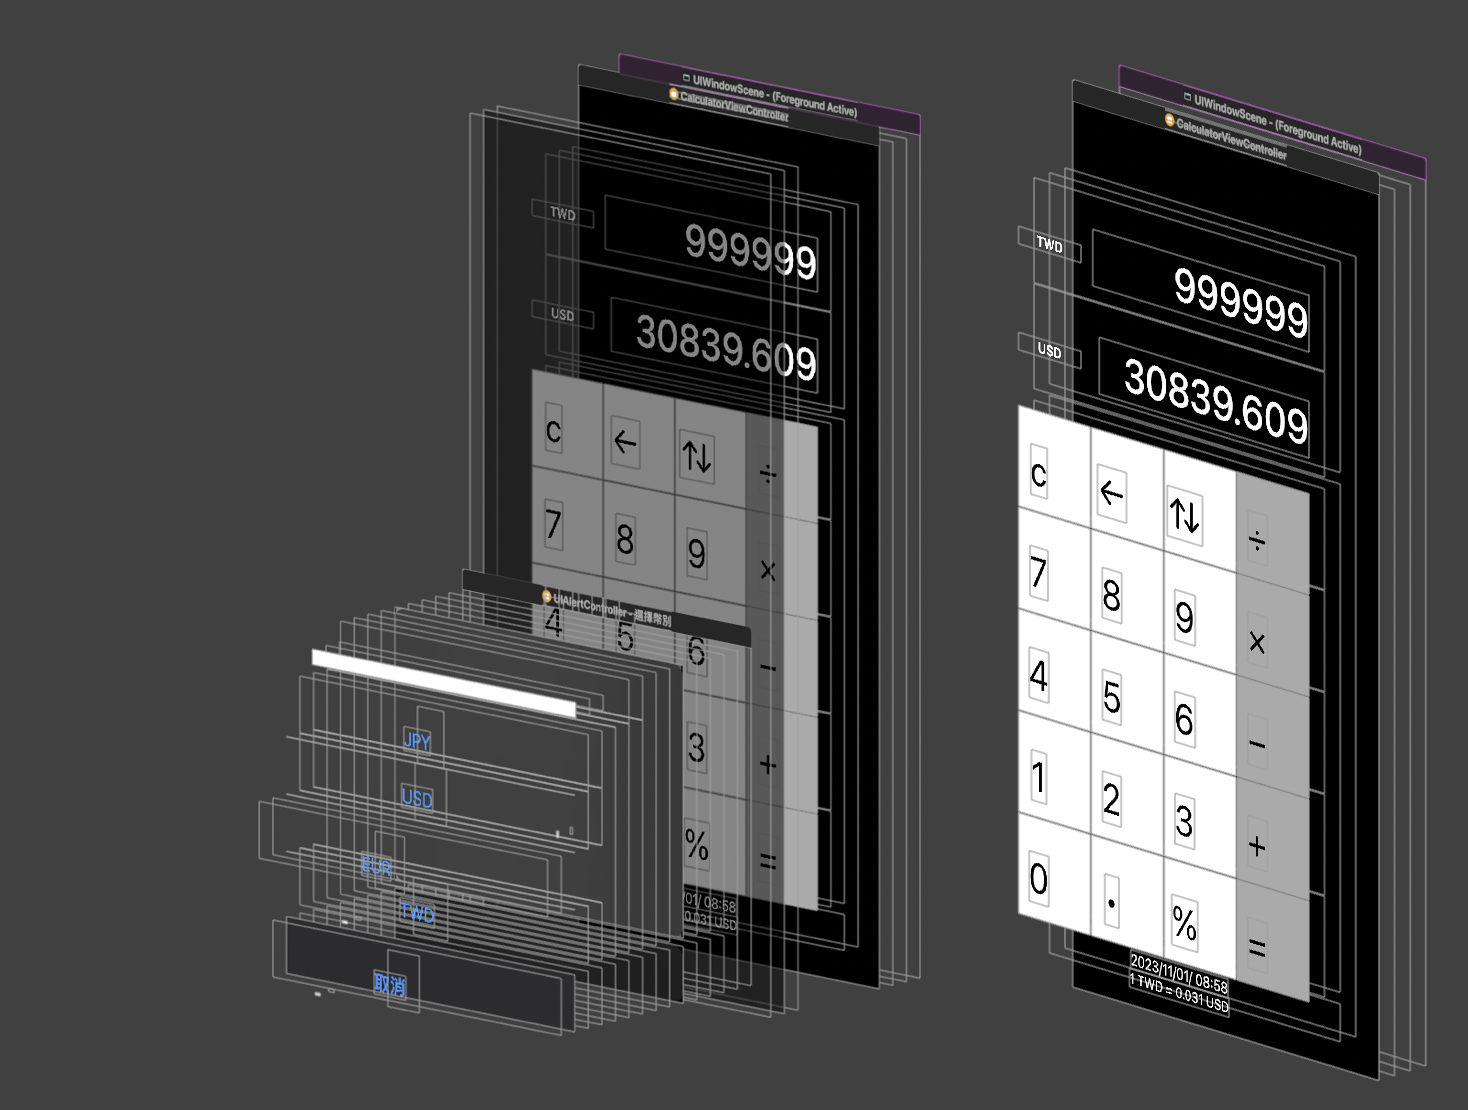 UIWindowScene - (Foreground Active)
CalculatorViewController
TWD
999999
USD
30839.609
C
←
↑↓
÷
7
8
9
×
UIAlertController - 選擇幣別
4
5
6
−
3
+
%
=
/01/ 08:58
0.031 USD
JPY
USD
EUR
TWD
取消
UIWindowScene - (Foreground Active)
CalculatorViewController
TWD
999999
USD
30839.609
C
←
↑↓
÷
7
8
9
×
4
5
6
−
1
2
3
+
0
.
%
=
2023/11/01/ 08:58
1 TWD = 0.031 USD